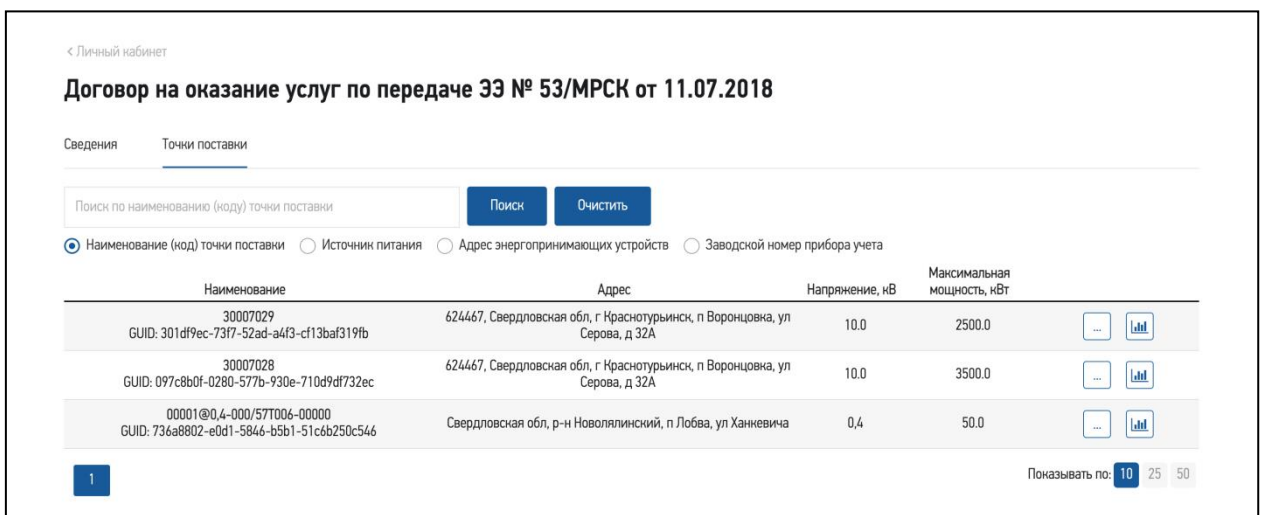 < Личный кабинет
Договор на оказание услуг по передаче ЭЭ № 53/МРСК от 11.07.2018
Сведения Точки поставки
Поиск по наименованию (коду) точки поставки Поиск Очистить
Наименование (код) точки поставки Источник питания Адрес энергопринимающих устройств Заводской номер прибора учета
Наименование Адрес Напряжение, кВ Максимальная
мощность, кВт
30007029 624467, Свердловская обл, г Краснотурьинск, п Воронцовка, ул 10.0 2500.0 ...
GUID: 301df9ec-73f7-52ad-a4f3-cf13baf319fb Серова, д 32А
30007028 624467, Свердловская обл, г Краснотурьинск, п Воронцовка, ул 10.0 3500.0 ...
GUID: 097c8b0f-0280-577b-930e-710d9df732ec Серова, д 32А
00001@0,4-000/57T006-00000 Свердловская обл, р-н Новолялинский, п Лобва, ул Ханкевича 0,4 50.0 ...
GUID: 736a8802-e0d1-5846-b5b1-51c6b250c546
1 Показывать по: 10 25 50